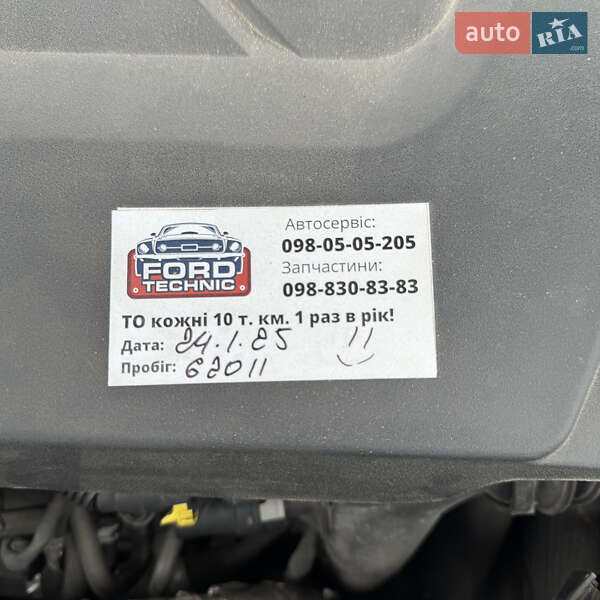 auto RIA.com
FORD
TECHNIC
Автосервіс:
098-05-05-205
Запчастини:
098-830-83-83
ТО кожні 10 т. км. 1 раз в рік!
Дата: 24.1.25
Пробіг: 62011